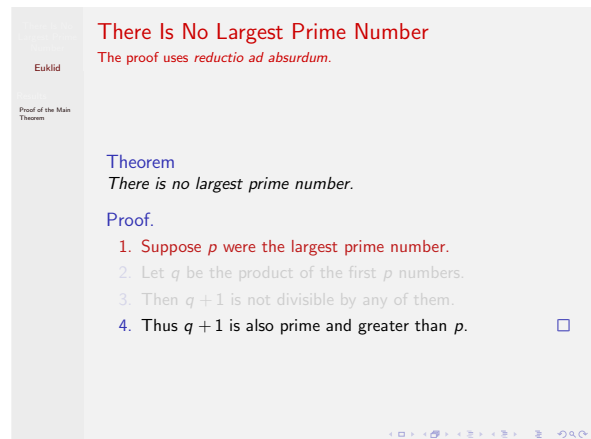 There Is No Largest Prime Number
The proof uses reductio ad absurdum.
Euklid
Proof of the Main
Theorem
Theorem
There is no largest prime number.
Proof.
1. Suppose p were the largest prime number.
2. Let q be the product of the first p numbers.
3. Then q + 1 is not divisible by any of them.
4. Thus q + 1 is also prime and greater than p.